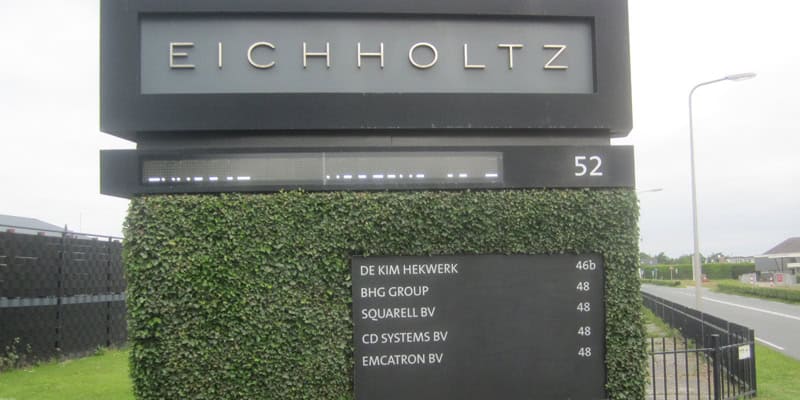 EICHHOLTZ
52
DE KIM HEKWERK 46b
BHG GROUP 48
SQUARELL BV 48
CD SYSTEMS BV 48
EMCATRON BV 48